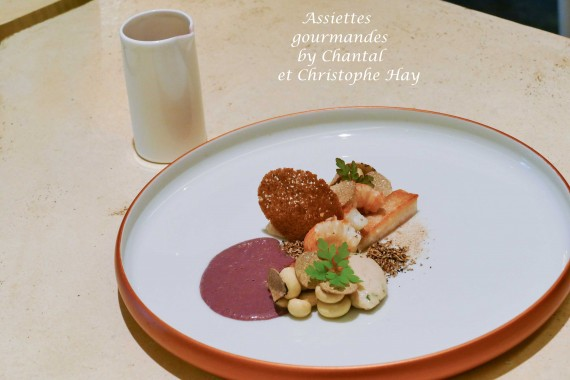 Assiettes
gourmandes
by Chantal
et Christophe Hay